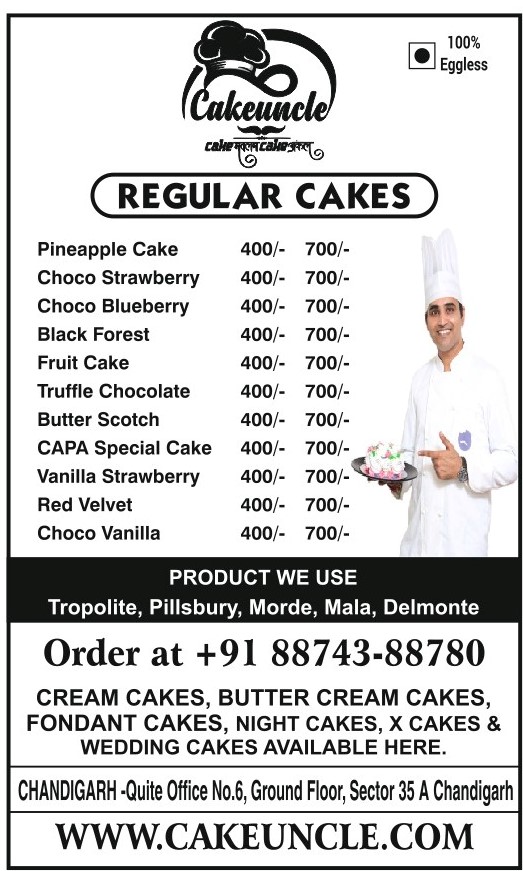 100%
Eggless
Cakeuncle
cake cake
REGULAR CAKES
Pineapple Cake 400/- 700/-
Choco Strawberry 400/- 700/-
Choco Blueberry 400/- 700/-
Black Forest 400/- 700/-
Fruit Cake 400/- 700/-
Truffle Chocolate 400/- 700/-
Butter Scotch 400/- 700/-
CAPA Special Cake 400/- 700/-
Vanilla Strawberry 400/- 700/-
Red Velvet 400/- 700/-
Choco Vanilla 400/- 700/-
PRODUCT WE USE
Tropolite, Pillsbury, Morde, Mala, Delmonte
Order at +91 88743-88780
CREAM CAKES, BUTTER CREAM CAKES,
FONDANT CAKES, NIGHT CAKES, X CAKES &
WEDDING CAKES AVAILABLE HERE.
CHANDIGARH -Quite Office No.6, Ground Floor, Sector 35 A Chandigarh
WWW.CAKEUNCLE.COM